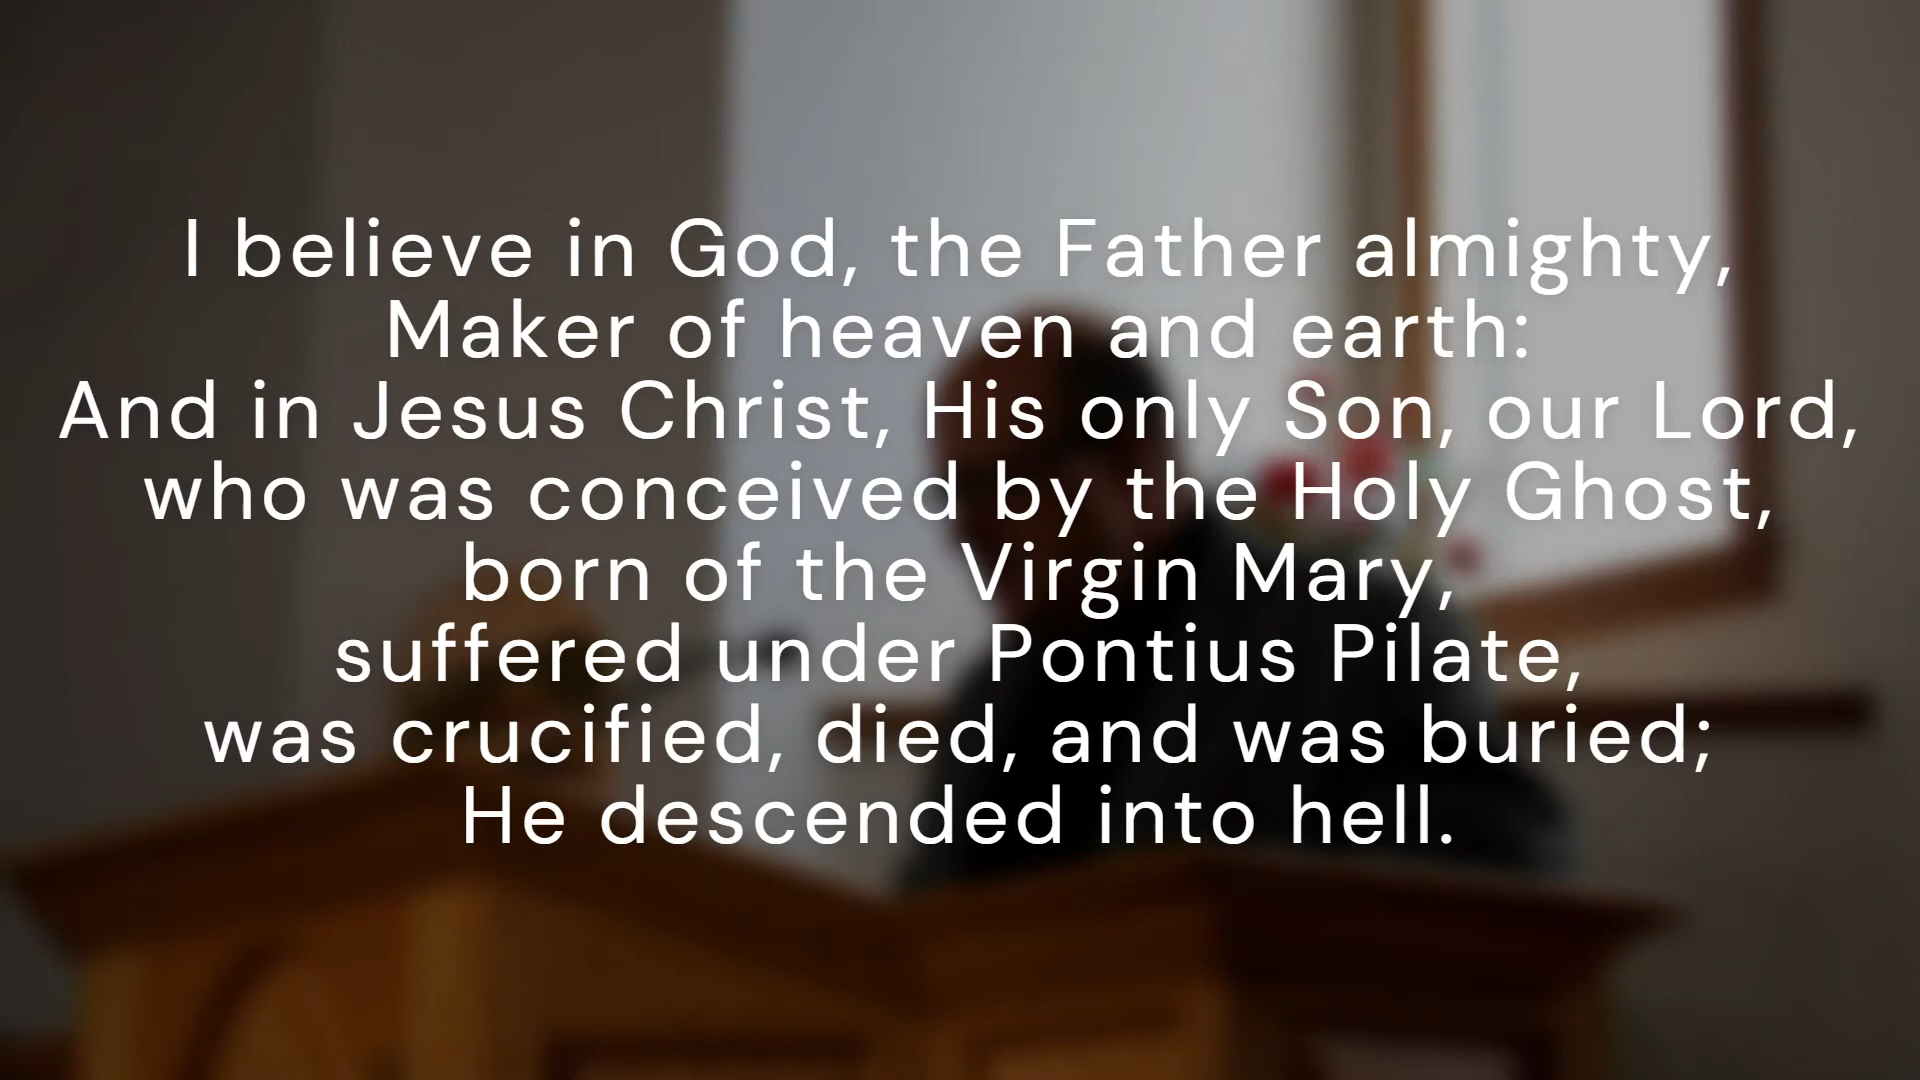 I believe in God, the Father almighty,
Maker of heaven and earth:
And in Jesus Christ, His only Son, our Lord,
who was conceived by the Holy Ghost,
born of the Virgin Mary,
suffered under Pontius Pilate,
was crucified, died, and was buried;
He descended into hell.